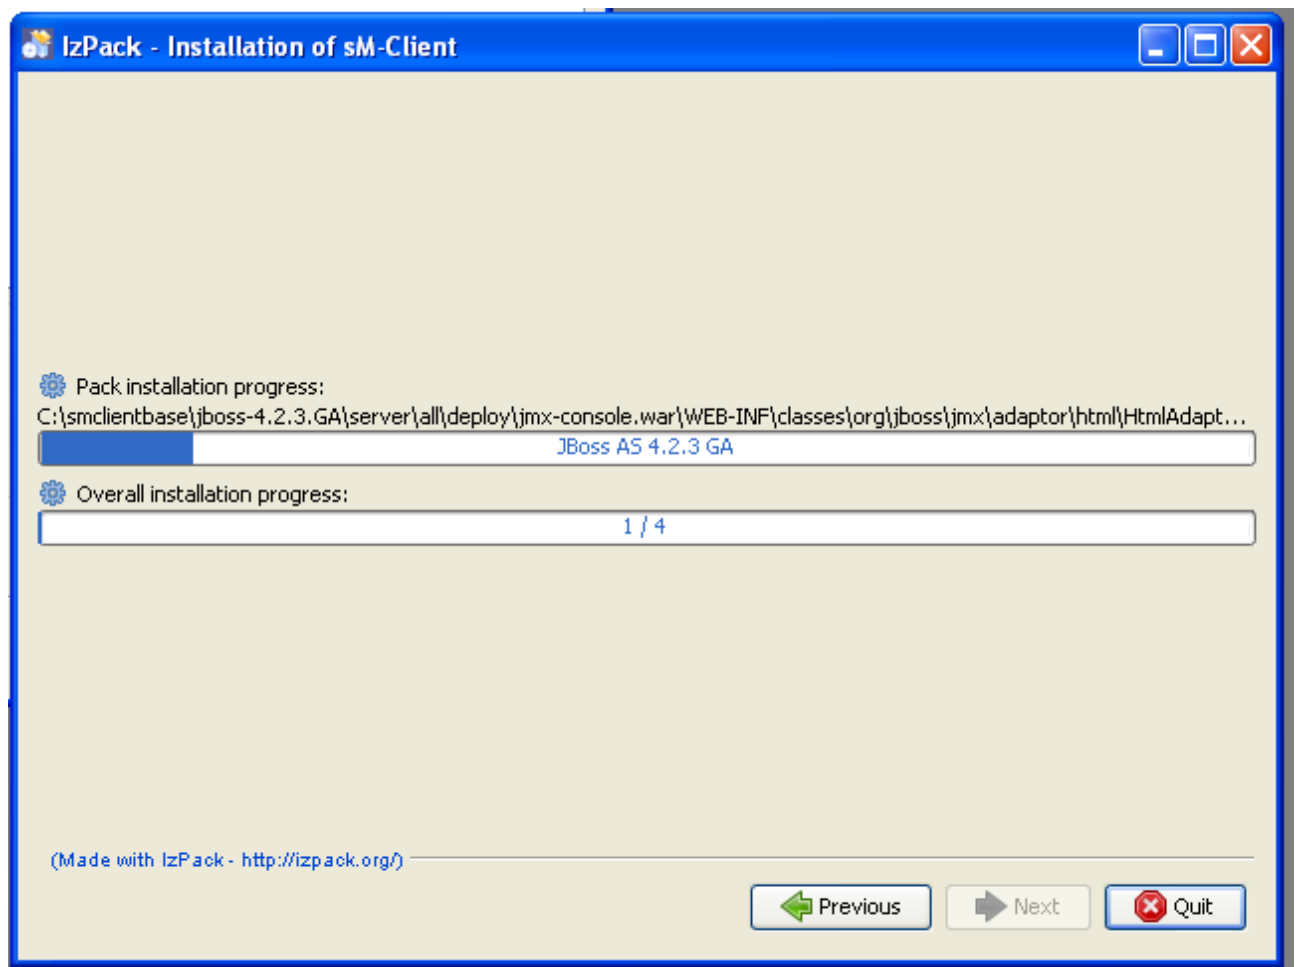 IzPack - Installation of sM-Client
Pack installation progress:
C:\smclientbase\jboss-4.2.3.GA\server\all\deploy\jmx-console.war\WEB-INF\classes\org\jboss\jmx\adaptor\html\HtmlAdapt...
JBoss AS 4.2.3 GA
Overall installation progress:
1 / 4
(Made with IzPack - http://izpack.org/)
Previous Next Quit